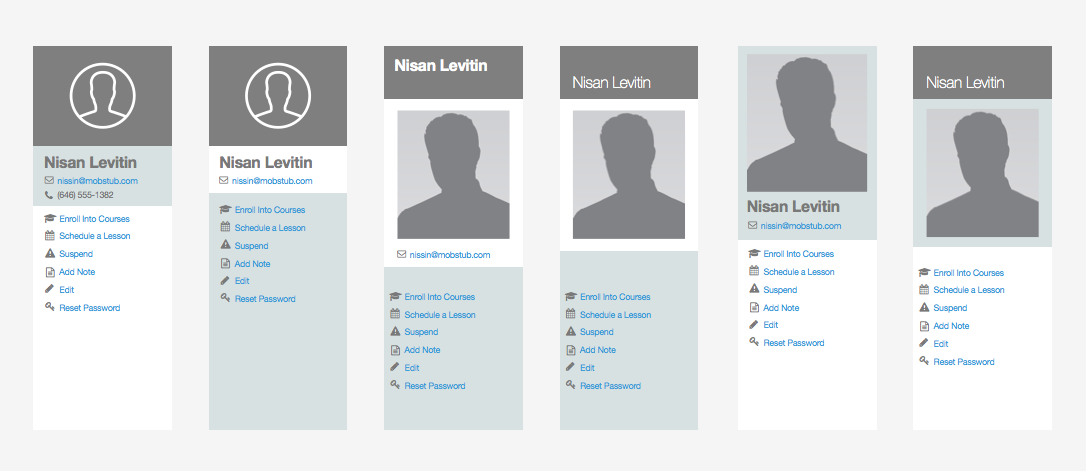 Nisan Levitin
nissin@mobstub.com
(646) 555-1382
Enroll Into Courses
Schedule a Lesson
Suspend
Add Note
Edit
Reset Password
Nisan Levitin
nissin@mobstub.com
Enroll Into Courses
Schedule a Lesson
Suspend
Add Note
Edit
Reset Password
Nisan Levitin
nissin@mobstub.com
Enroll Into Courses
Schedule a Lesson
Suspend
Add Note
Edit
Reset Password
Nisan Levitin
Enroll Into Courses
Schedule a Lesson
Suspend
Add Note
Edit
Reset Password
Nisan Levitin
nissin@mobstub.com
Enroll Into Courses
Schedule a Lesson
Suspend
Add Note
Edit
Reset Password
Nisan Levitin
Enroll Into Courses
Schedule a Lesson
Suspend
Add Note
Edit
Reset Password